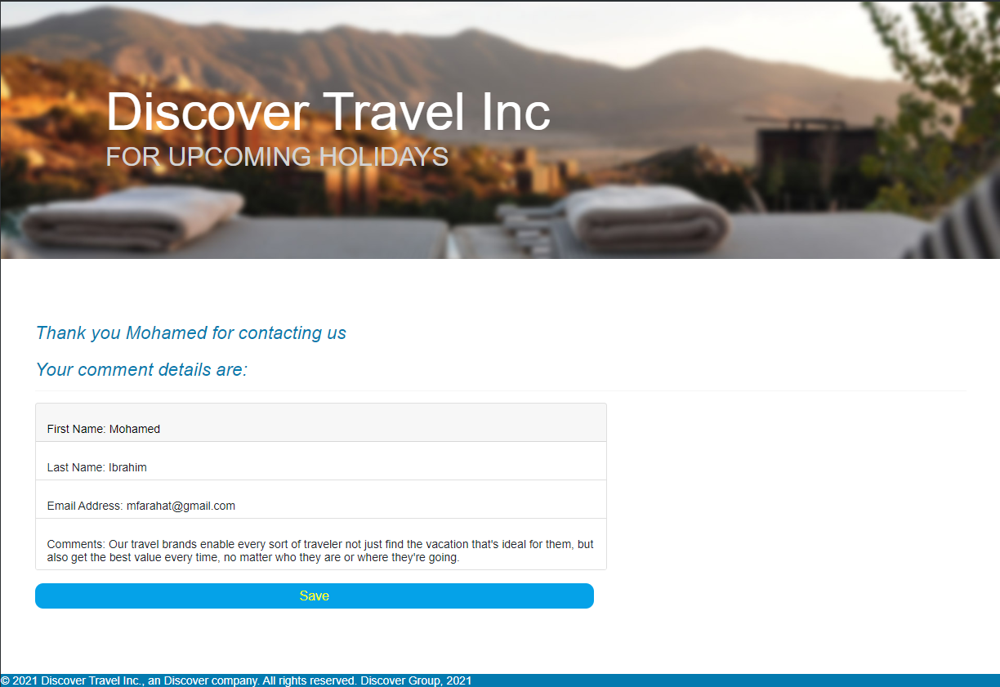 Discover Travel Inc
FOR UPCOMING HOLIDAYS
Thank you Mohamed for contacting us
Your comment details are:
First Name: Mohamed
Last Name: Ibrahim
Email Address: mfarahat@gmail.com
Comments: Our travel brands enable every sort of traveler not just find the vacation that's ideal for them, but
also get the best value every time, no matter who they are or where they're going.
Save
© 2021 Discover Travel Inc., an Discover company. All rights reserved. Discover Group, 2021